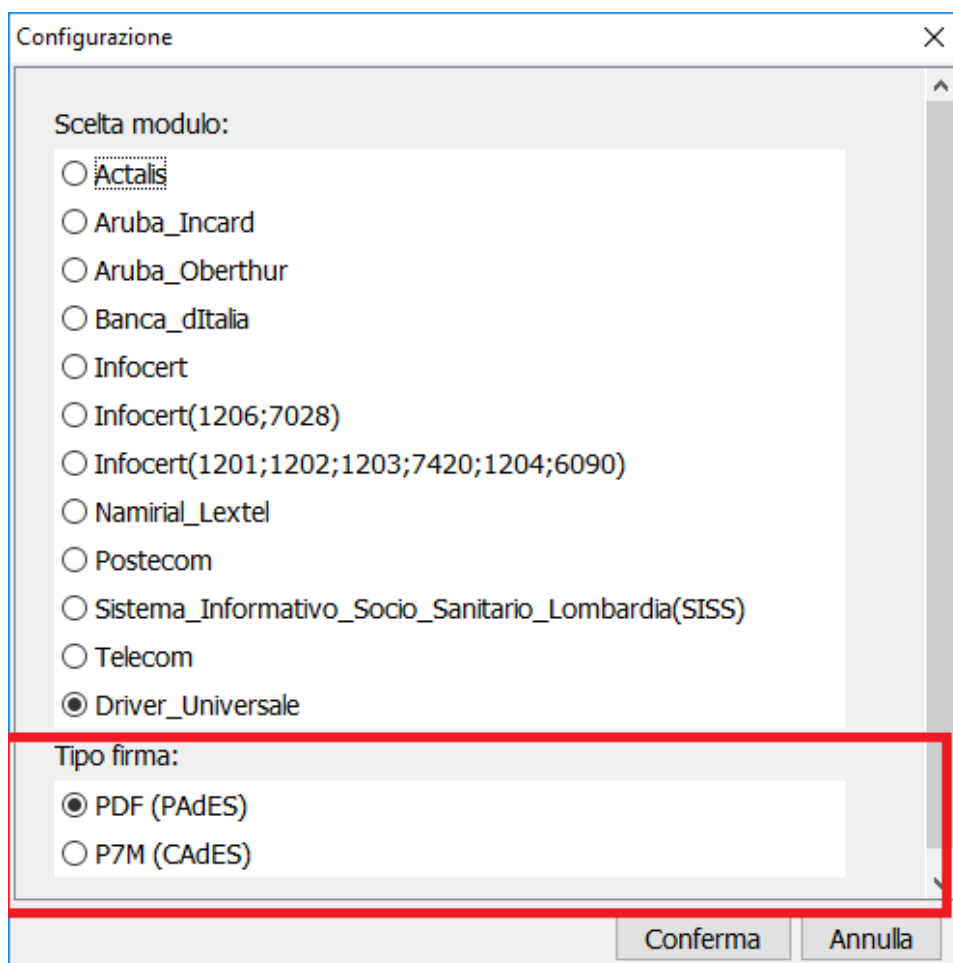 Configurazione
Scelta modulo:
Actalis
Aruba_Incard
Aruba_Oberthur
Banca_dItalia
Infocert
Infocert(1206;7028)
Infocert(1201;1202;1203;7420;1204;6090)
Namirial_Lextel
Postecom
Sistema_Informativo_Socio_Sanitario_Lombardia(SISS)
Telecom
Driver_Universale
Tipo firma:
PDF (PAdES)
P7M (CAdES)
Conferma Annulla